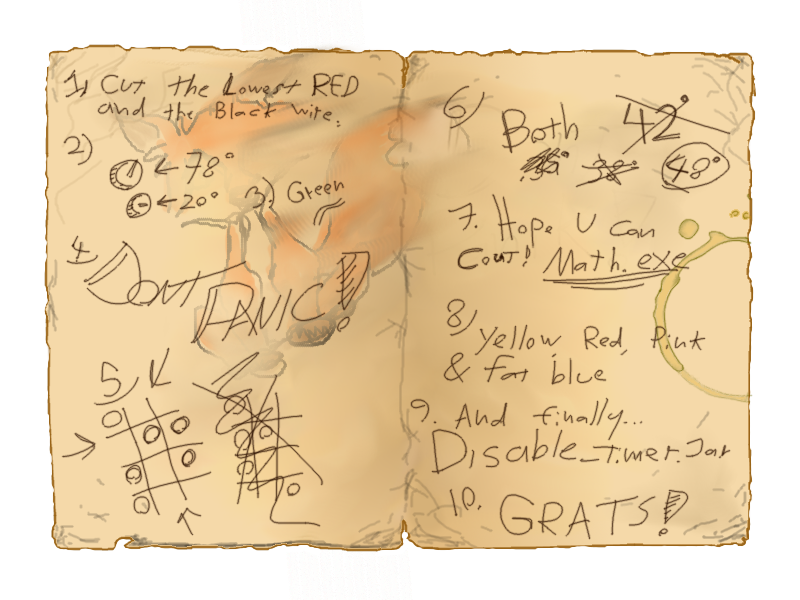 1) Cut the Lowest RED
and the Black wire.
2)
← 78°
← 20°
3) Green
4 Dont PANIC!
5)
6) Both 42°
38° 48°
7. Hope U Can
Cout! Math.exe
8) Yellow, Red, Pink
& Fat blue
9. And finally...
Disable_timer.Jar
10. GRATS!